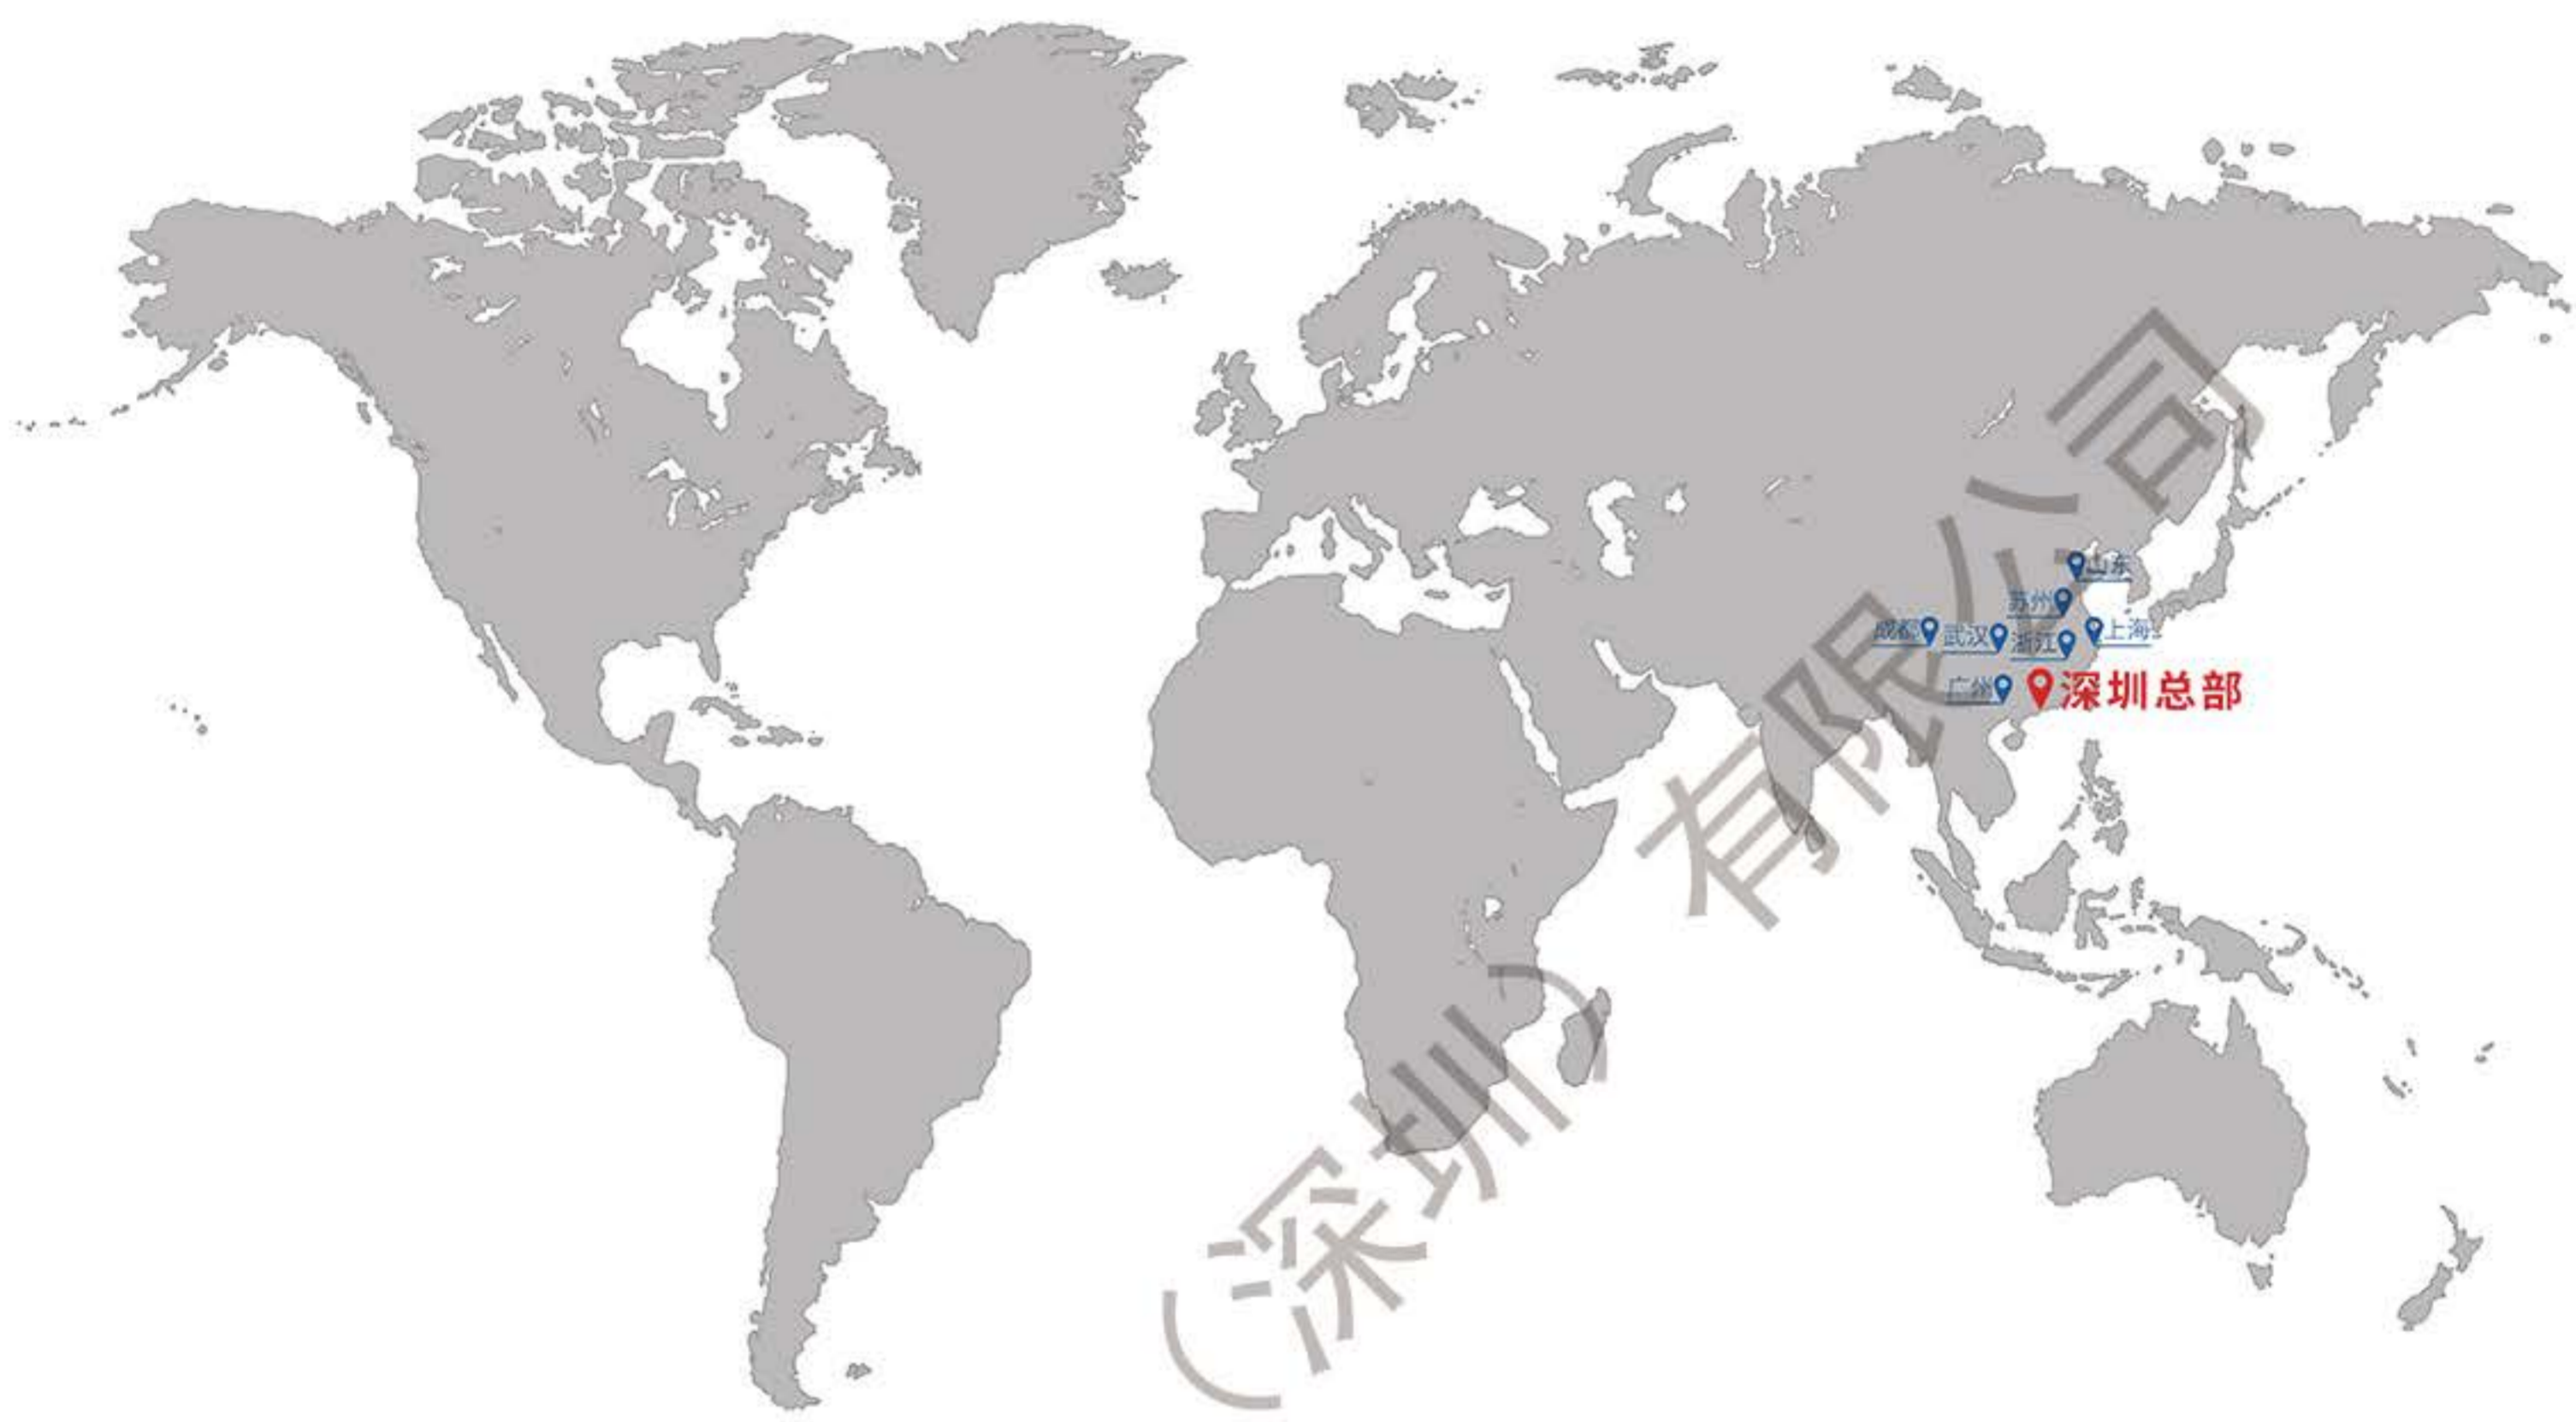 山东
苏州
成都
武汉
浙江
上海
广州
深圳总部
（深圳）有限公司